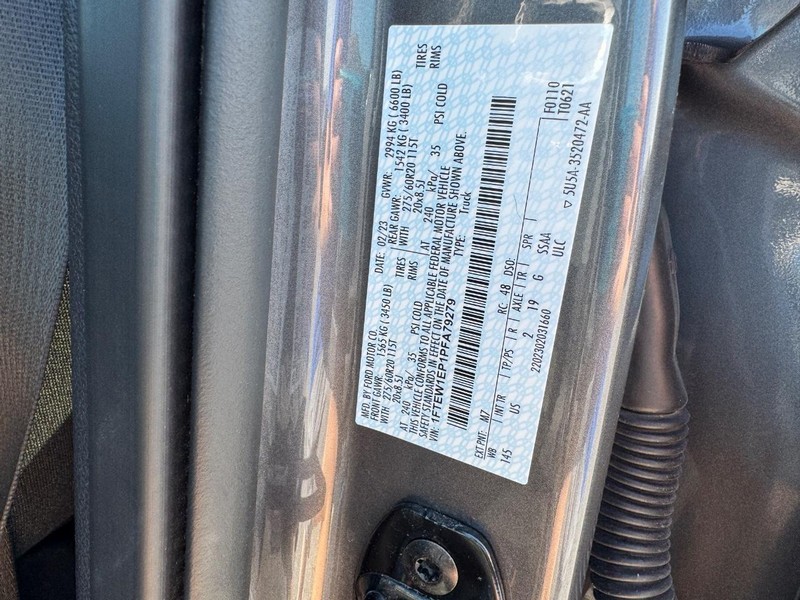 MFD. BY FORD MOTOR CO.
DATE: 02/23 GVWR: 2994 KG ( 6600 LB)
FRONT GAWR: 1565 KG ( 3450 LB) REAR GAWR: 1542 KG ( 3400 LB)
WITH 275/60R20 115T TIRES WITH 275/60R20 115T TIRES
20x8.5J RIMS 20x8.5J RIMS
AT 240 kPa/ 35 PSI COLD AT 240 kPa/ 35 PSI COLD
THIS VEHICLE CONFORMS TO ALL APPLICABLE FEDERAL MOTOR VEHICLE
SAFETY STANDARDS IN EFFECT ON THE DATE OF MANUFACTURE SHOWN ABOVE.
VIN: 1FTEW1EP1PFA79279 TYPE: Truck
EXT PNT: M7 RC: 48 DSO: F0110
T0621
WB INT TR TP/PS R AXLE TR SPR
145 US 2 19 G SSAA
ULC
2202302031660
5U5A-3520472-AA